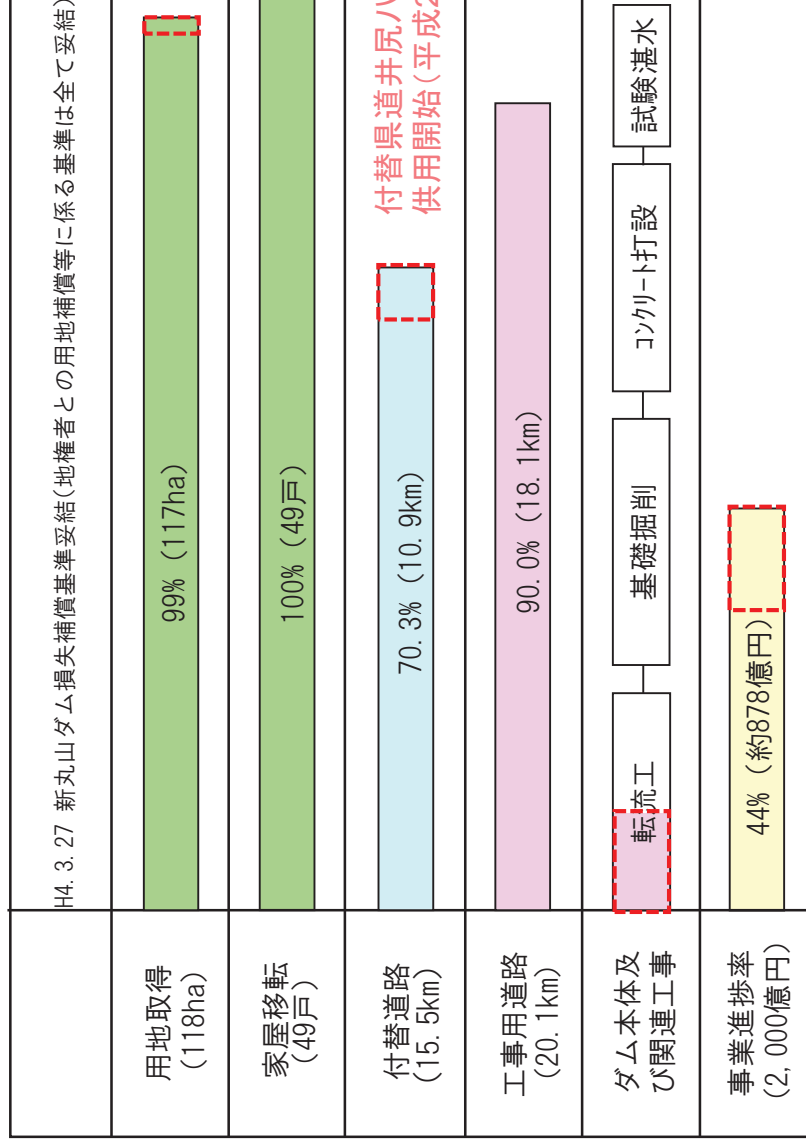 H4. 3. 27 新丸山ダム損失補償基準妥結(地権者との用地補償等に係る基準は全て妥結)
用地取得
(118ha)
99% (117ha)
家屋移転
(49戸)
100% (49戸)
付替道路
(15. 5km)
70. 3% (10. 9km)
付替県道井尻八
供用開始(平成2
工事用道路
(20. 1km)
90. 0% (18. 1km)
ダム本体及
び関連工事
転流工
基礎掘削
コンクリート打設
試験湛水
事業進捗率
(2, 000億円)
44% (約878億円)